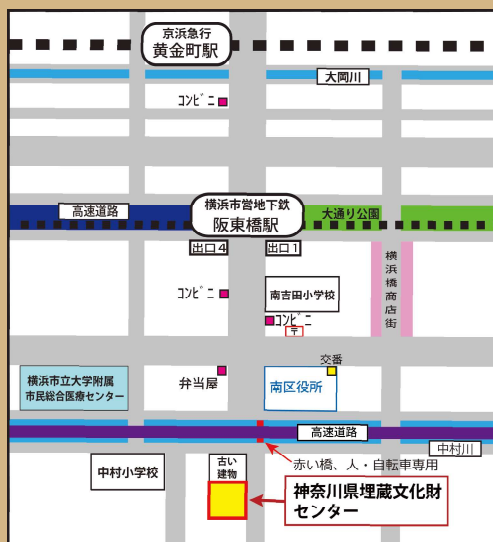 京浜急行
黄金町駅
大岡川
コンビニ
高速道路
横浜市営地下鉄
阪東橋駅
大通り公園
出口4
出口1
横浜橋商店街
コンビニ
南吉田小学校
コンビニ
〒
交番
横浜市立大学附属
市民総合医療センター
弁当屋
南区役所
高速道路
中村川
赤い橋、人・自転車専用
中村小学校
古い
建物
神奈川県埋蔵文化財
センター